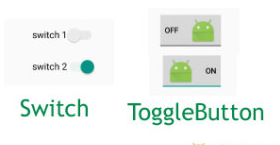 switch 1
switch 2
Switch
OFF
ON
ToggleButton